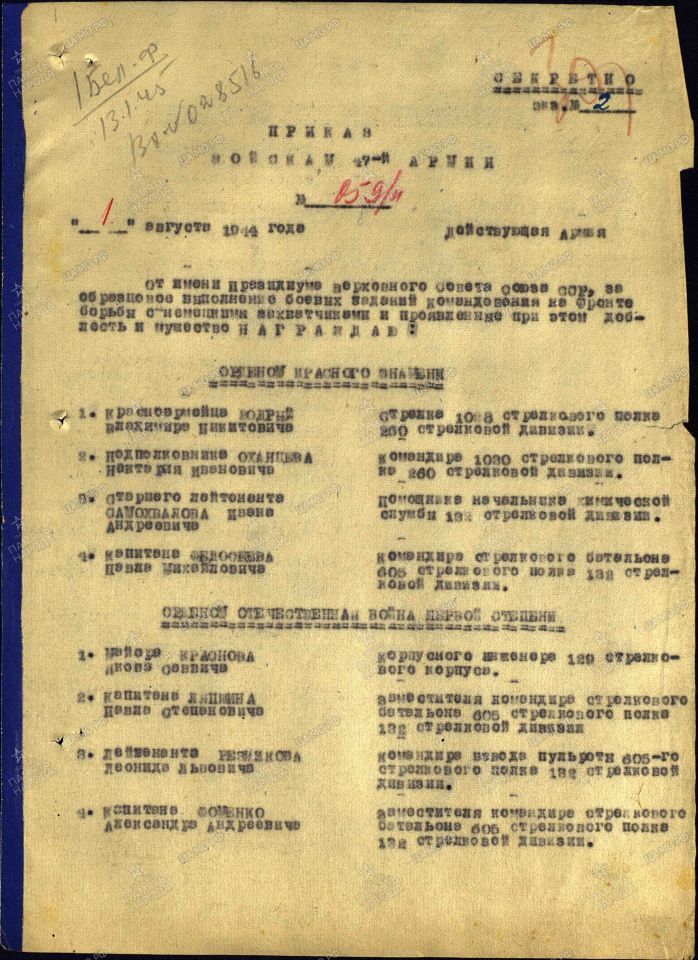 1 Бел. ф
13.1.45
Вх. № 028516
СЕКРЕТНО
экз. № 2
ПРИКАЗ
ВОЙСКАМ 47-й АРМИИ
№ 059/н
"1" августа 1944 года Действующая Армия
От имени Президиума Верховного Совета Союза ССР, за
образцовое выполнение боевых заданий Командования на фронте
борьбы с немецкими захватчиками и проявленные при этом доб-
лесть и мужество НАГРАЖДАЮ:
ОРДЕНОМ КРАСНОГО ЗНАМЕНИ
1. Красноармейца БОДРЫЙ Стрелка 1028 стрелкового полка
Владимира Никитовича 260 стрелковой дивизии.
2. Подполковника ОХАНЦЕВА Командира 1030 стрелкового пол-
Нектарья Ивановича ка 260 стрелковой дивизии.
3. Старшего лейтенанта Помощника начальника химической
САМОХВАЛОВА Ивана службы 132 стрелковой дивизии.
Андреевича
4. Капитана ФЕДОСЕЕВА Командира стрелкового батальона
Павла Михайловича 605 стрелкового полка 132 стрел-
ковой дивизии.
ОРДЕНОМ ОТЕЧЕСТВЕННАЯ ВОЙНА ПЕРВОЙ СТЕПЕНИ
1. Майора КРАСНОВА Корпусного инженера 129 стрелко-
Якова Саввича вого корпуса.
2. Капитана Заместителя командира стрелкового
Павла Степановича батальона 605 стрелкового полка
132 стрелковой дивизии
3. Лейтенанта РЕЗНИКОВА Командира взвода пульроты 605-го
Леонида Львовича стрелкового полка 132 стрелковой
дивизии.
4. Капитана ФОМЕНКО Заместителя командира стрелкового
Александра Андреевича батальона 605 стрелкового полка
132 стрелковой дивизии.